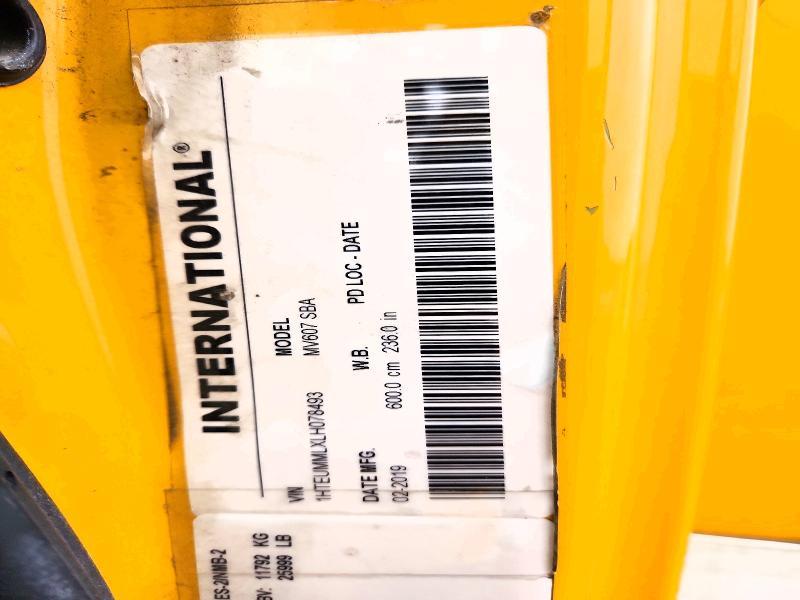 INTERNATIONAL®
VIN MODEL
1HTEUMMLXLH078493 MV607 SBA
DATE MFG. W.B. PD LOC - DATE
02-2019 600.0 cm 236.0 in
11792 KG
25999 LB